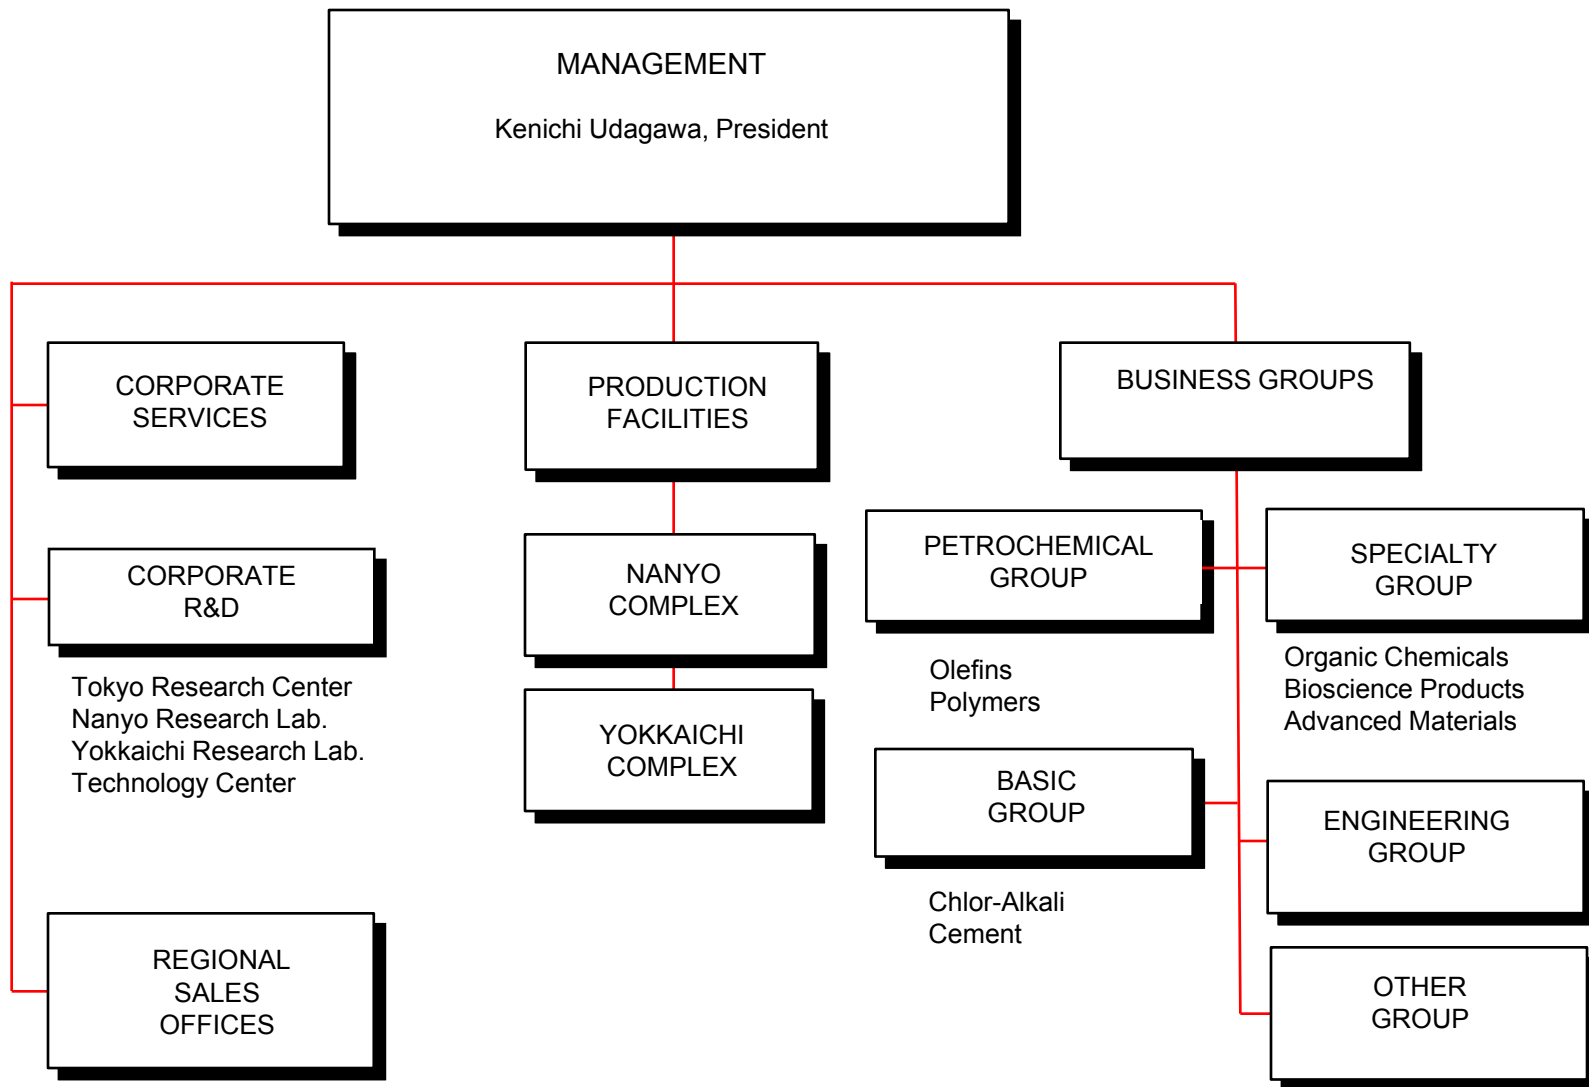 MANAGEMENT
Kenichi Udagawa, President
CORPORATE
SERVICES
CORPORATE
R&D
Tokyo Research Center
Nanyo Research Lab.
Yokkaichi Research Lab.
Technology Center
REGIONAL
SALES
OFFICES
PRODUCTION
FACILITIES
NANYO
COMPLEX
YOKKAICHI
COMPLEX
BUSINESS GROUPS
PETROCHEMICAL
GROUP
Olefins
Polymers
BASIC
GROUP
Chlor-Alkali
Cement
SPECIALTY
GROUP
Organic Chemicals
Bioscience Products
Advanced Materials
ENGINEERING
GROUP
OTHER
GROUP